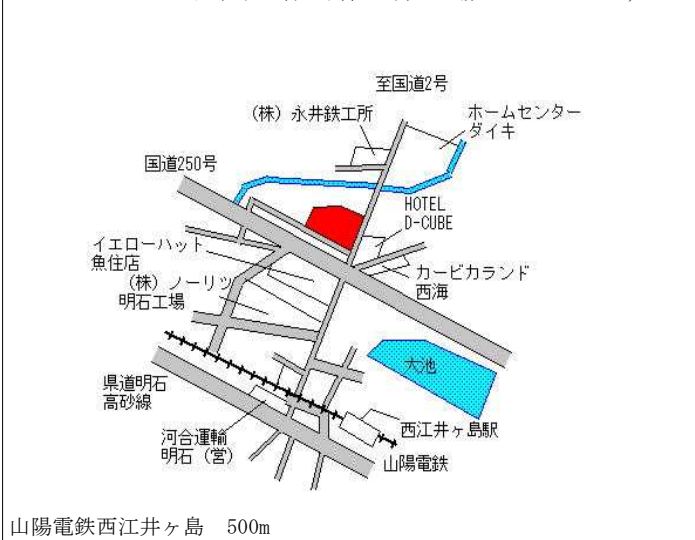 至国道2号
(株) 永井鉄工所
ホームセンター
ダイキ
国道250号
HOTEL
D-CUBE
イエローハット
魚住店
カービカランド
西海
(株) ノーリツ
明石工場
大池
県道明石
高砂線
西江井ヶ島駅
河合運輸
明石 (営)
山陽電鉄
山陽電鉄西江井ヶ島　500m